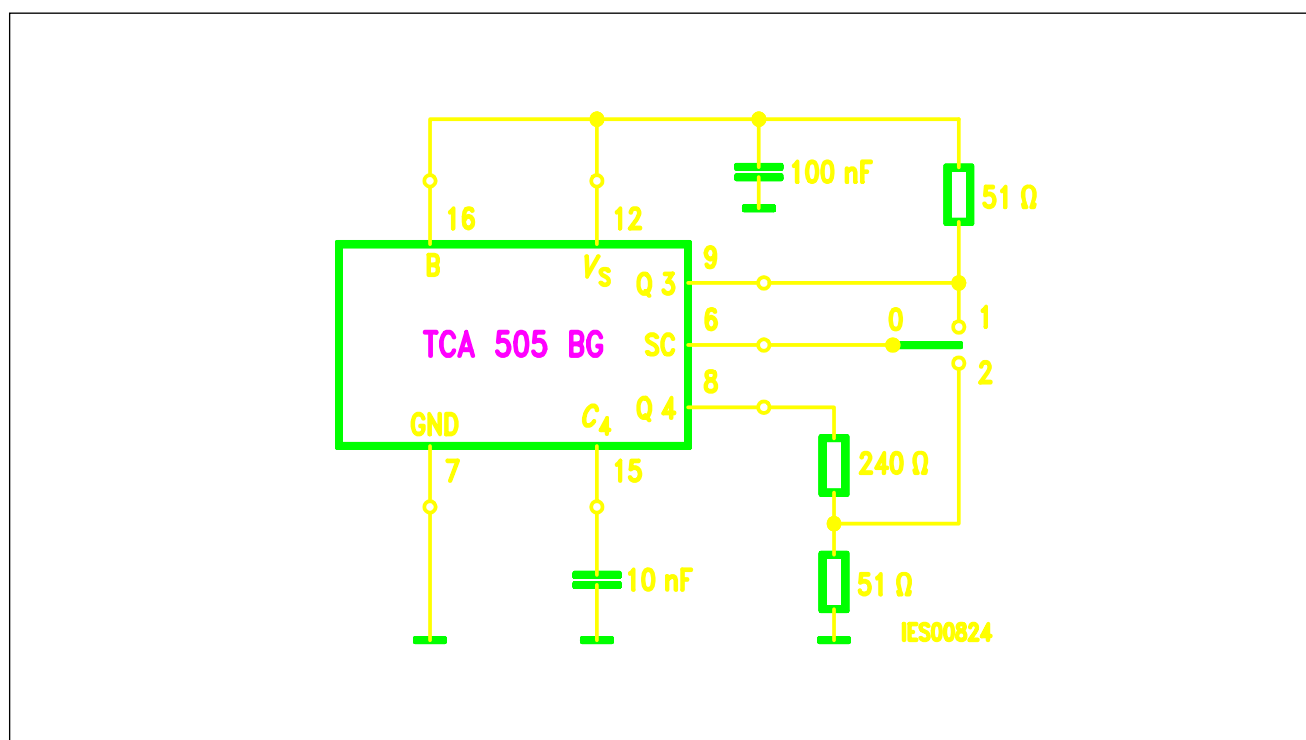 100 nF
51 Ω
16
12
B
VS
9
Q 3
TCA 505 BG
6
SC
0
1
2
8
Q 4
GND
C4
7
15
240 Ω
10 nF
51 Ω
IES00824